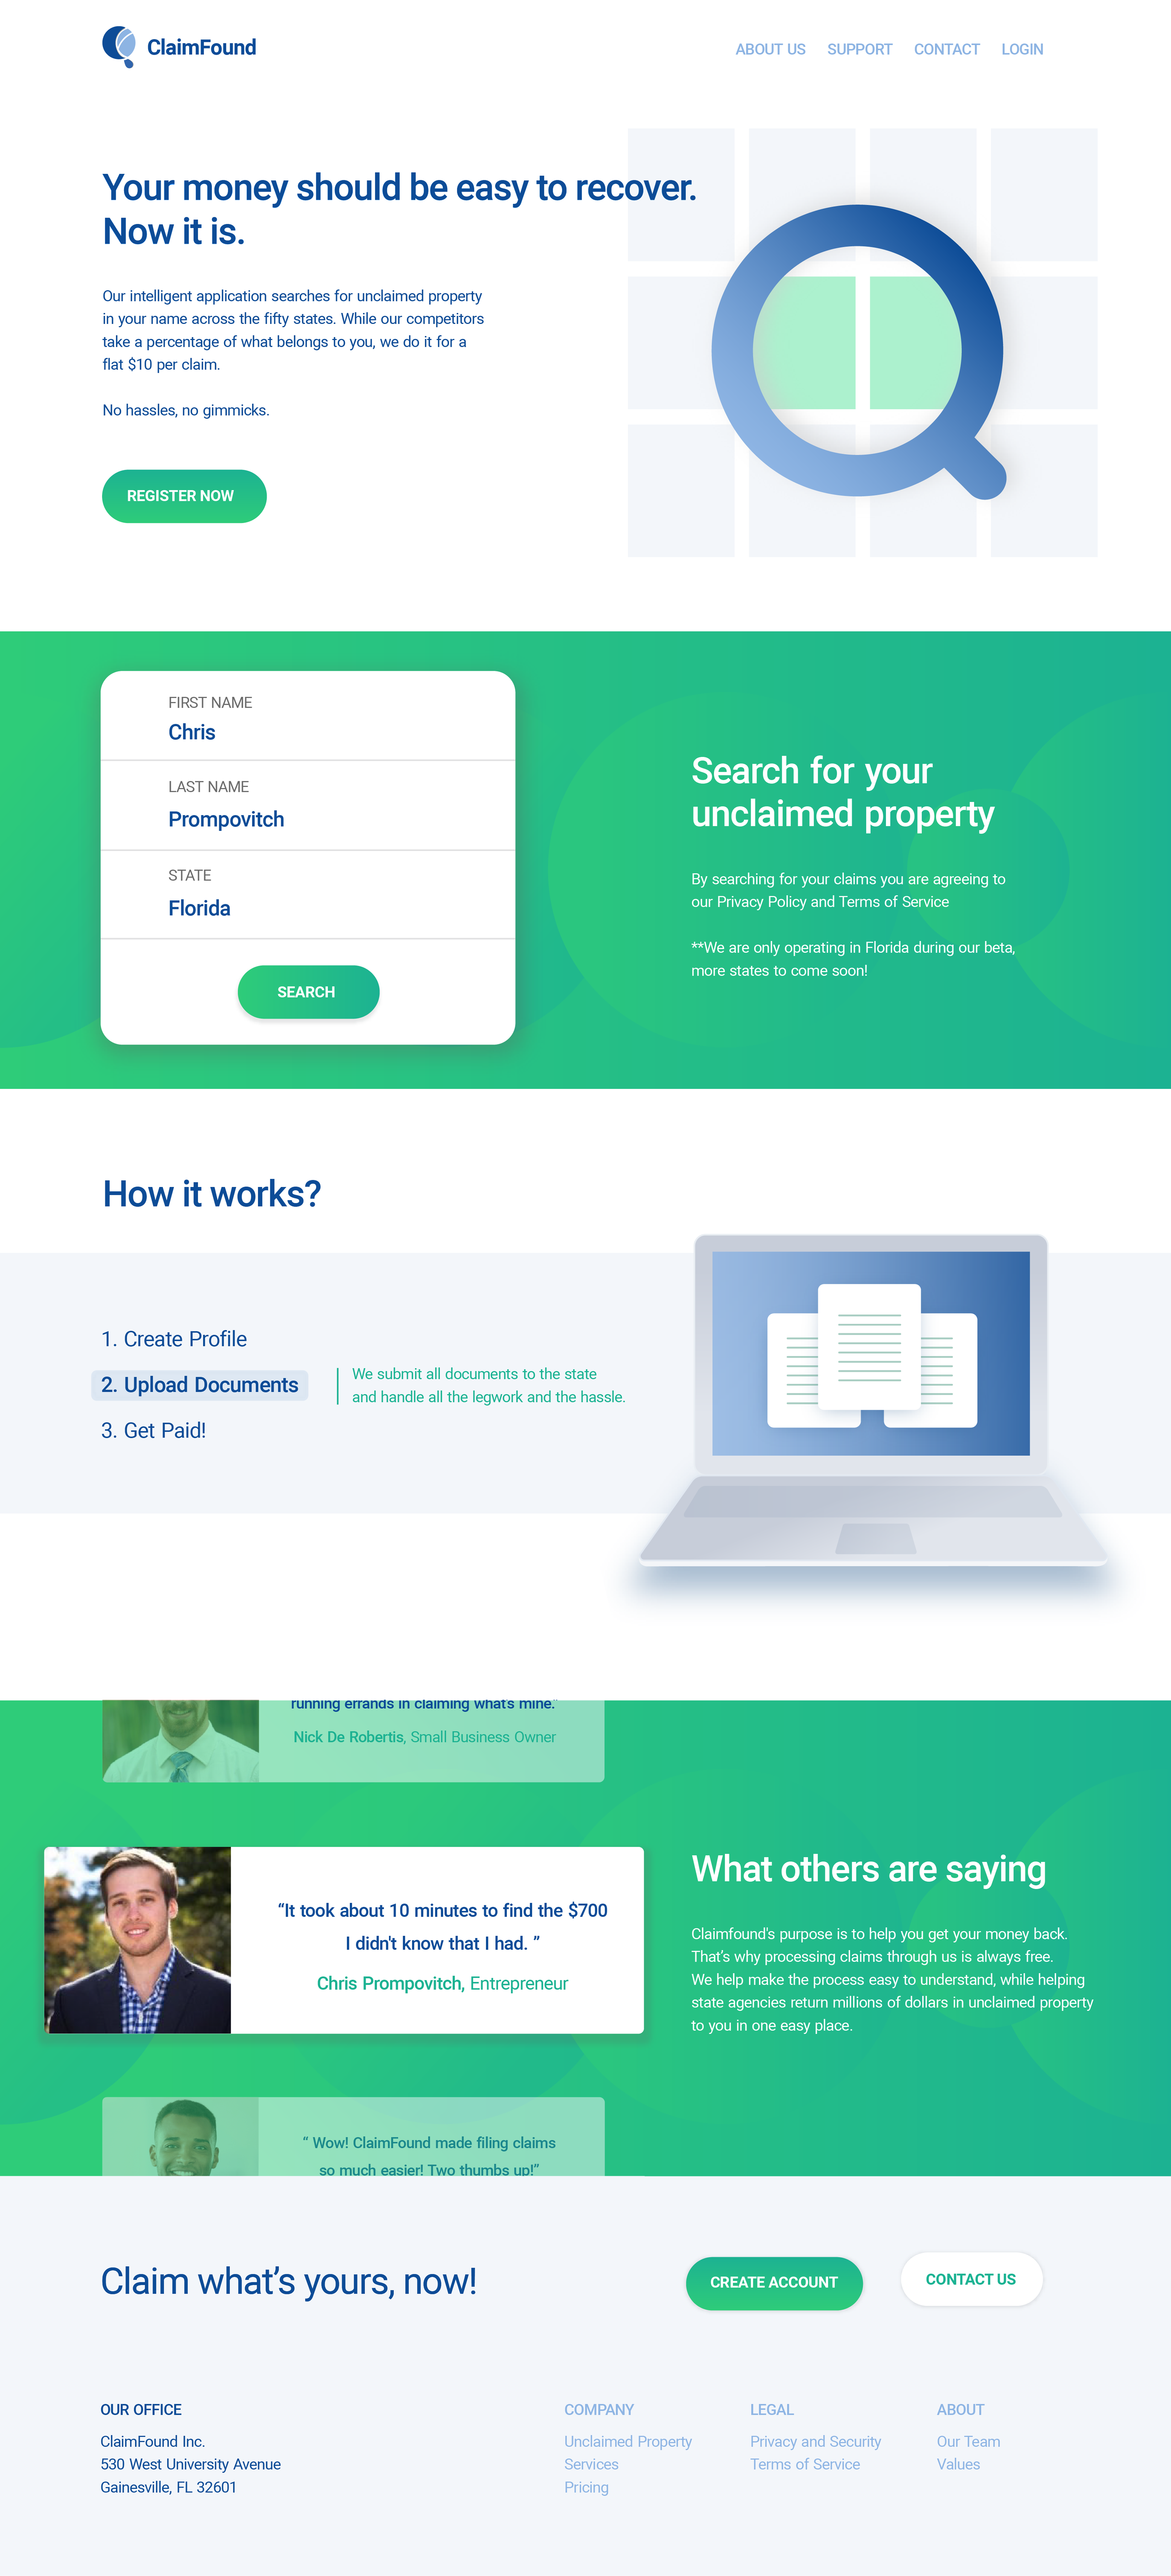 ClaimFound
ABOUT US SUPPORT CONTACT LOGIN
Your money should be easy to recover.
Now it is.
Our intelligent application searches for unclaimed property
in your name across the fifty states. While our competitors
take a percentage of what belongs to you, we do it for a
flat $10 per claim.
No hassles, no gimmicks.
REGISTER NOW
FIRST NAME
Chris
LAST NAME
Prompovitch
STATE
Florida
SEARCH
Search for your
unclaimed property
By searching for your claims you are agreeing to
our Privacy Policy and Terms of Service
**We are only operating in Florida during our beta,
more states to come soon!
How it works?
1. Create Profile
2. Upload Documents
3. Get Paid!
We submit all documents to the state
and handle all the legwork and the hassle.
running errands in claiming what's mine."
Nick De Robertis, Small Business Owner
“It took about 10 minutes to find the $700
I didn't know that I had. ”
Chris Prompovitch, Entrepreneur
“ Wow! ClaimFound made filing claims
so much easier! Two thumbs up!”
What others are saying
Claimfound's purpose is to help you get your money back.
That’s why processing claims through us is always free.
We help make the process easy to understand, while helping
state agencies return millions of dollars in unclaimed property
to you in one easy place.
Claim what’s yours, now!
CREATE ACCOUNT
CONTACT US
OUR OFFICE
ClaimFound Inc.
530 West University Avenue
Gainesville, FL 32601
COMPANY
Unclaimed Property
Services
Pricing
LEGAL
Privacy and Security
Terms of Service
ABOUT
Our Team
Values